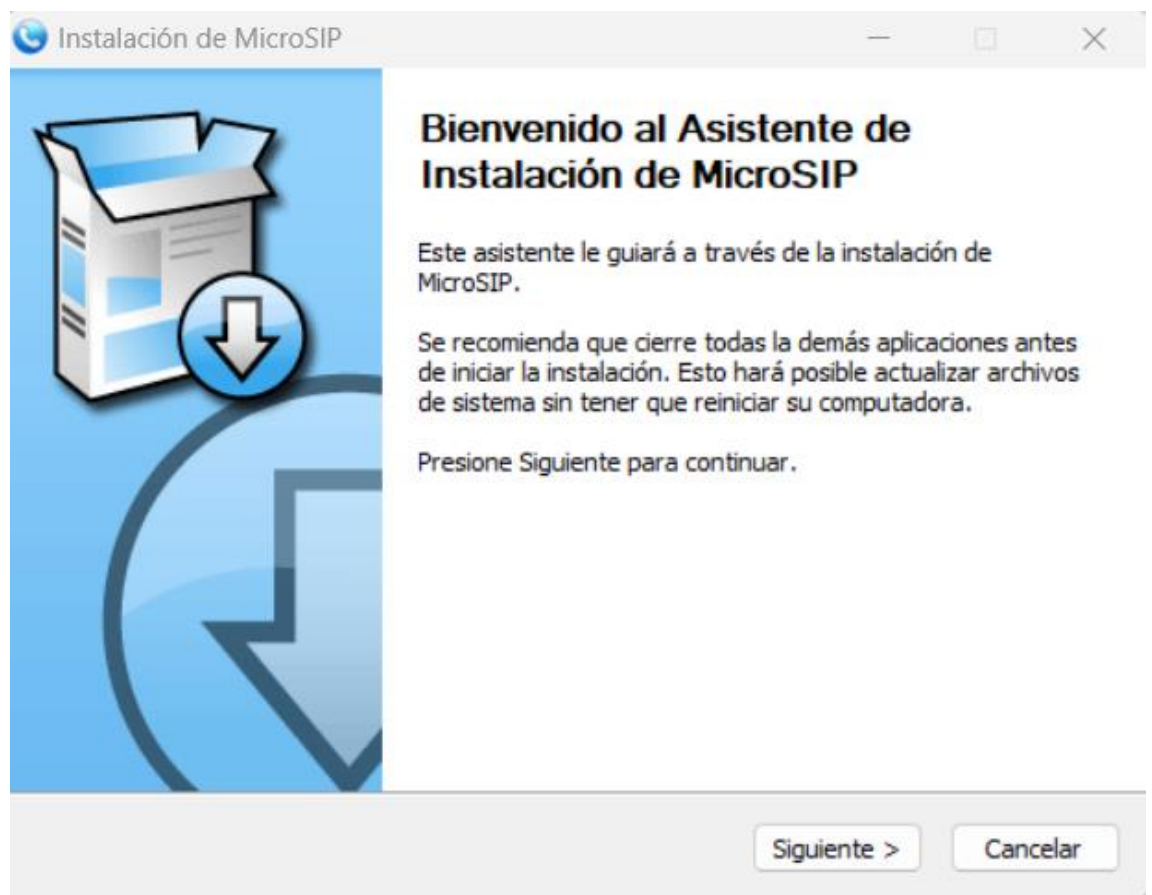 Instalación de MicroSIP
Bienvenido al Asistente de
Instalación de MicroSIP
Este asistente le guiará a través de la instalación de
MicroSIP.
Se recomienda que cierre todas la demás aplicaciones antes
de iniciar la instalación. Esto hará posible actualizar archivos
de sistema sin tener que reiniciar su computadora.
Presione Siguiente para continuar.
Siguiente >
Cancelar